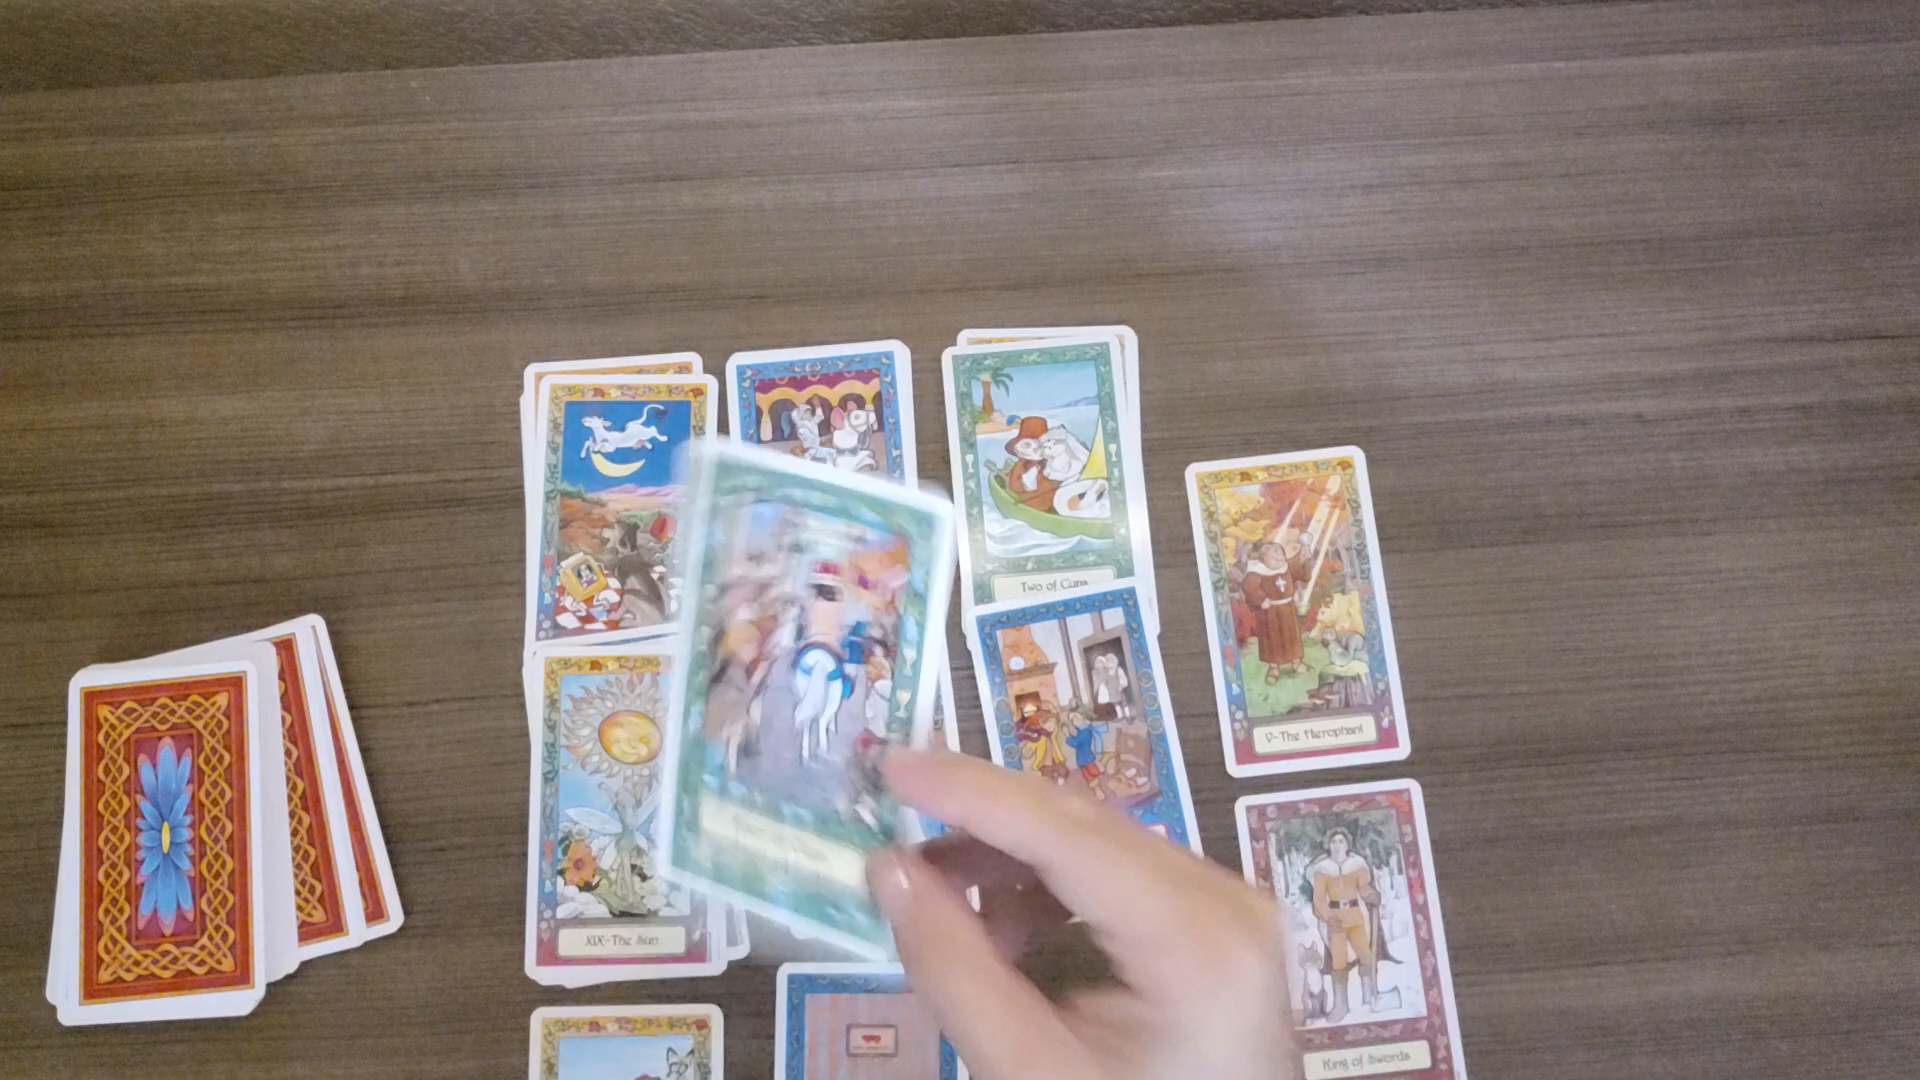 Two of Cups
V-The Hierophant
XIX-The Sun
King of Swords